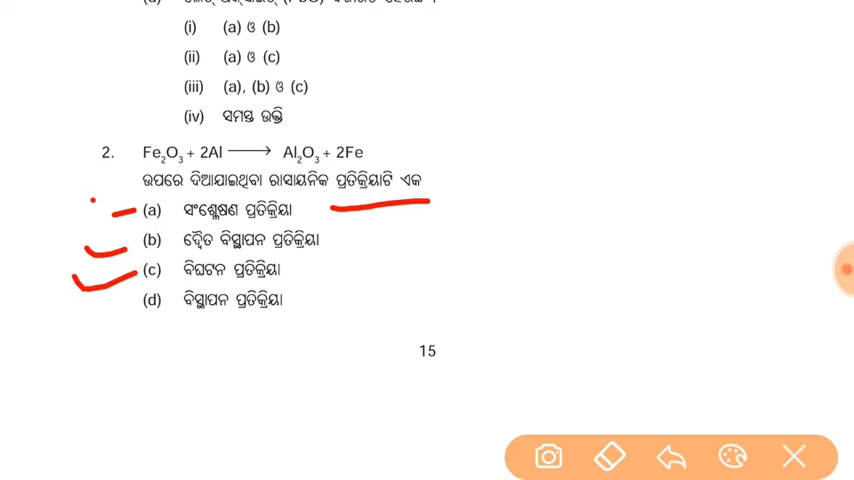 (i) (a) ଓ (b)
(ii) (a) ଓ (c)
(iii) (a), (b) ଓ (c)
(iv) ସମସ୍ତ ଉକ୍ତି
2. Fe₂O₃ + 2Al ⟶ Al₂O₃ + 2Fe
ଉପରେ ଦିଆଯାଇଥିବା ରାସାୟନିକ ପ୍ରତିକ୍ରିୟାଟି ଏକ
(a) ସଂଶ୍ଳେଷଣ ପ୍ରତିକ୍ରିୟା
(b) ଦ୍ୱୈତ ବିସ୍ଥାପନ ପ୍ରତିକ୍ରିୟା
(c) ବିଘଟନ ପ୍ରତିକ୍ରିୟା
(d) ବିସ୍ଥାପନ ପ୍ରତିକ୍ରିୟା
15